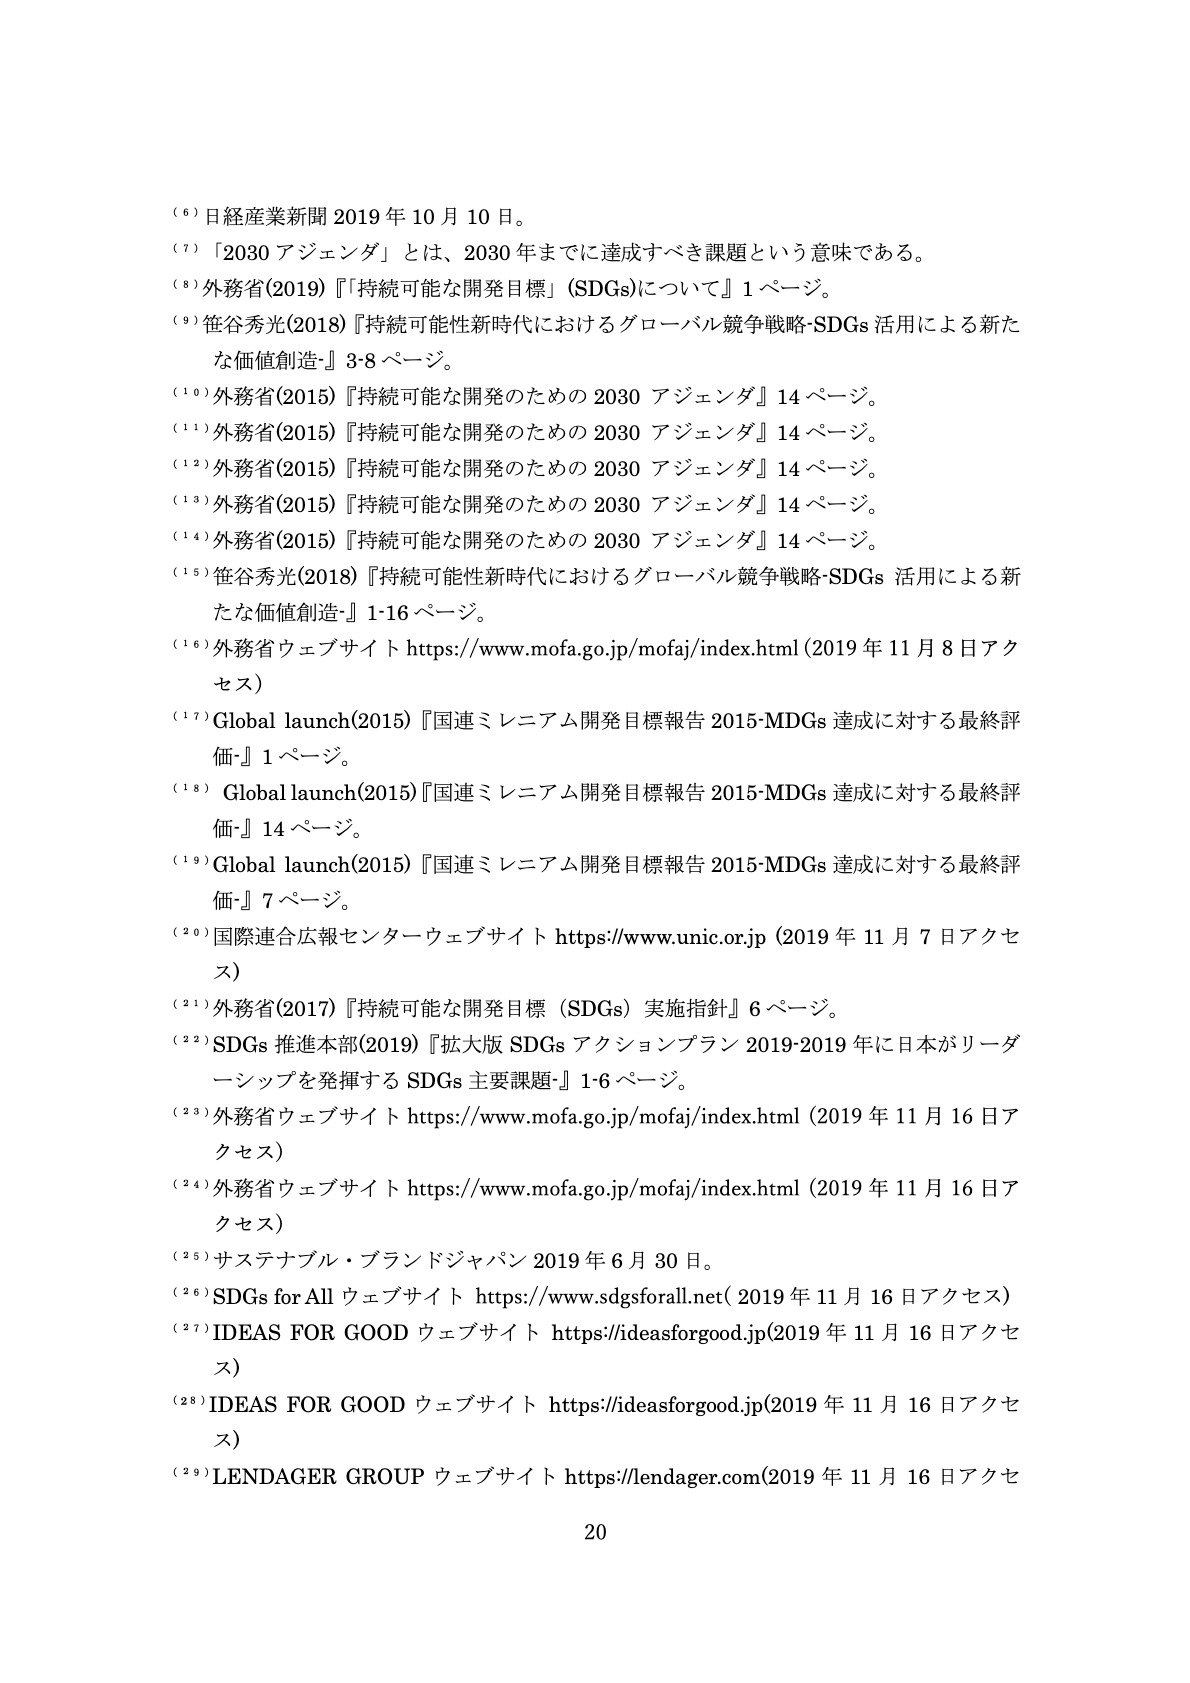 (6)日経産業新聞 2019 年 10 月 10 日。
(7)「2030 アジェンダ」とは、2030 年までに達成すべき課題という意味である。
(8)外務省(2019)『「持続可能な開発目標」(SDGs)について』1 ページ。
(9)笹谷秀光(2018)『持続可能性新時代におけるグローバル競争戦略-SDGs 活用による新た
な価値創造-』3-8 ページ。
(10)外務省(2015)『持続可能な開発のための 2030 アジェンダ』14 ページ。
(11)外務省(2015)『持続可能な開発のための 2030 アジェンダ』14 ページ。
(12)外務省(2015)『持続可能な開発のための 2030 アジェンダ』14 ページ。
(13)外務省(2015)『持続可能な開発のための 2030 アジェンダ』14 ページ。
(14)外務省(2015)『持続可能な開発のための 2030 アジェンダ』14 ページ。
(15)笹谷秀光(2018)『持続可能性新時代におけるグローバル競争戦略-SDGs 活用による新
たな価値創造-』1-16 ページ。
(16)外務省ウェブサイト https://www.mofa.go.jp/mofaj/index.html (2019 年 11 月 8 日アク
セス)
(17)Global launch(2015)『国連ミレニアム開発目標報告 2015-MDGs 達成に対する最終評
価-』1 ページ。
(18) Global launch(2015)『国連ミレニアム開発目標報告 2015-MDGs 達成に対する最終評
価-』14 ページ。
(19)Global launch(2015)『国連ミレニアム開発目標報告 2015-MDGs 達成に対する最終評
価-』7 ページ。
(20)国際連合広報センターウェブサイト https://www.unic.or.jp (2019 年 11 月 7 日アクセ
ス)
(21)外務省(2017)『持続可能な開発目標（SDGs）実施指針』6 ページ。
(22)SDGs 推進本部(2019)『拡大版 SDGs アクションプラン 2019-2019 年に日本がリーダ
ーシップを発揮する SDGs 主要課題-』1-6 ページ。
(23)外務省ウェブサイト https://www.mofa.go.jp/mofaj/index.html (2019 年 11 月 16 日ア
クセス)
(24)外務省ウェブサイト https://www.mofa.go.jp/mofaj/index.html (2019 年 11 月 16 日ア
クセス)
(25)サステナブル・ブランドジャパン 2019 年 6 月 30 日。
(26)SDGs for All ウェブサイト https://www.sdgsforall.net( 2019 年 11 月 16 日アクセス)
(27)IDEAS FOR GOOD ウェブサイト https://ideasforgood.jp(2019 年 11 月 16 日アクセ
ス)
(28)IDEAS FOR GOOD ウェブサイト https://ideasforgood.jp(2019 年 11 月 16 日アクセ
ス)
(29)LENDAGER GROUP ウェブサイト https://lendager.com(2019 年 11 月 16 日アクセ
20